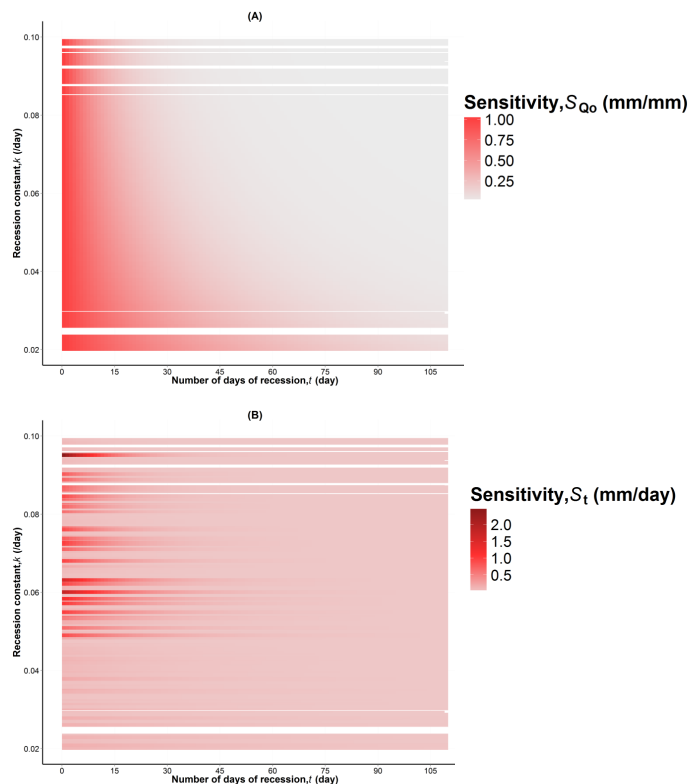 (A)
0.10
0.08
0.06
0.04
0.02
Recession constant,k (/day)
0 15 30 45 60 75 90 105
Number of days of recession,t (day)
Sensitivity,SQo (mm/mm)
1.00
0.75
0.50
0.25
(B)
0.10
0.08
0.06
0.04
0.02
Recession constant,k (/day)
0 15 30 45 60 75 90 105
Number of days of recession,t (day)
Sensitivity,St (mm/day)
2.0
1.5
1.0
0.5